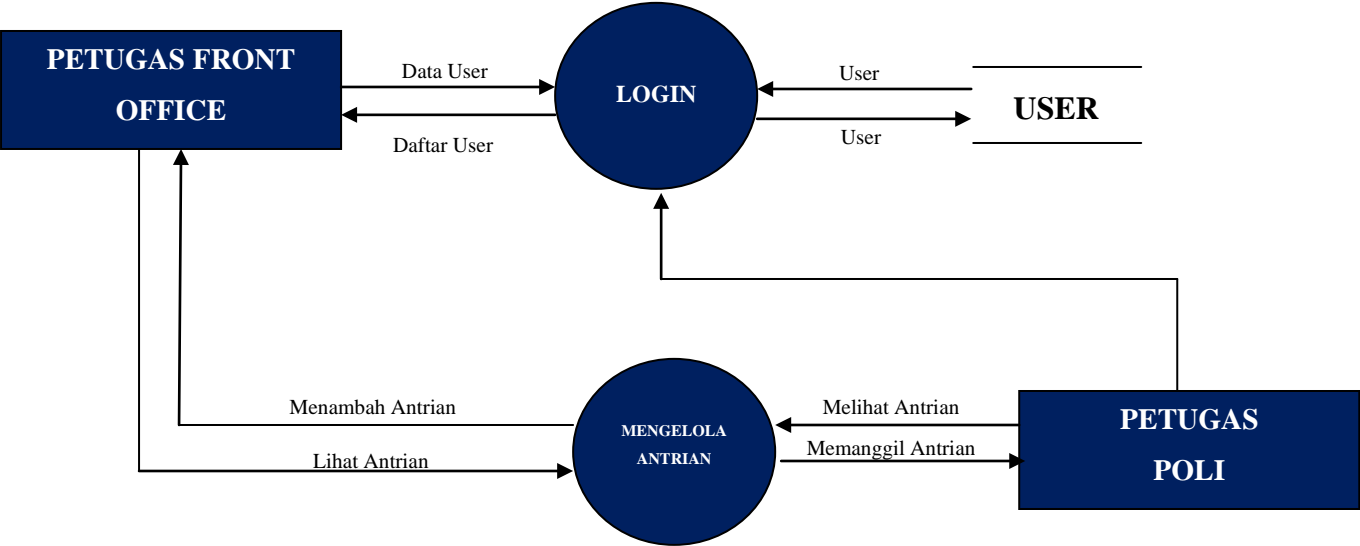 PETUGAS FRONT
OFFICE
Data User
Daftar User
LOGIN
User
User
USER
Menambah Antrian
Lihat Antrian
MENGELOLA
ANTRIAN
Melihat Antrian
Memanggil Antrian
PETUGAS
POLI